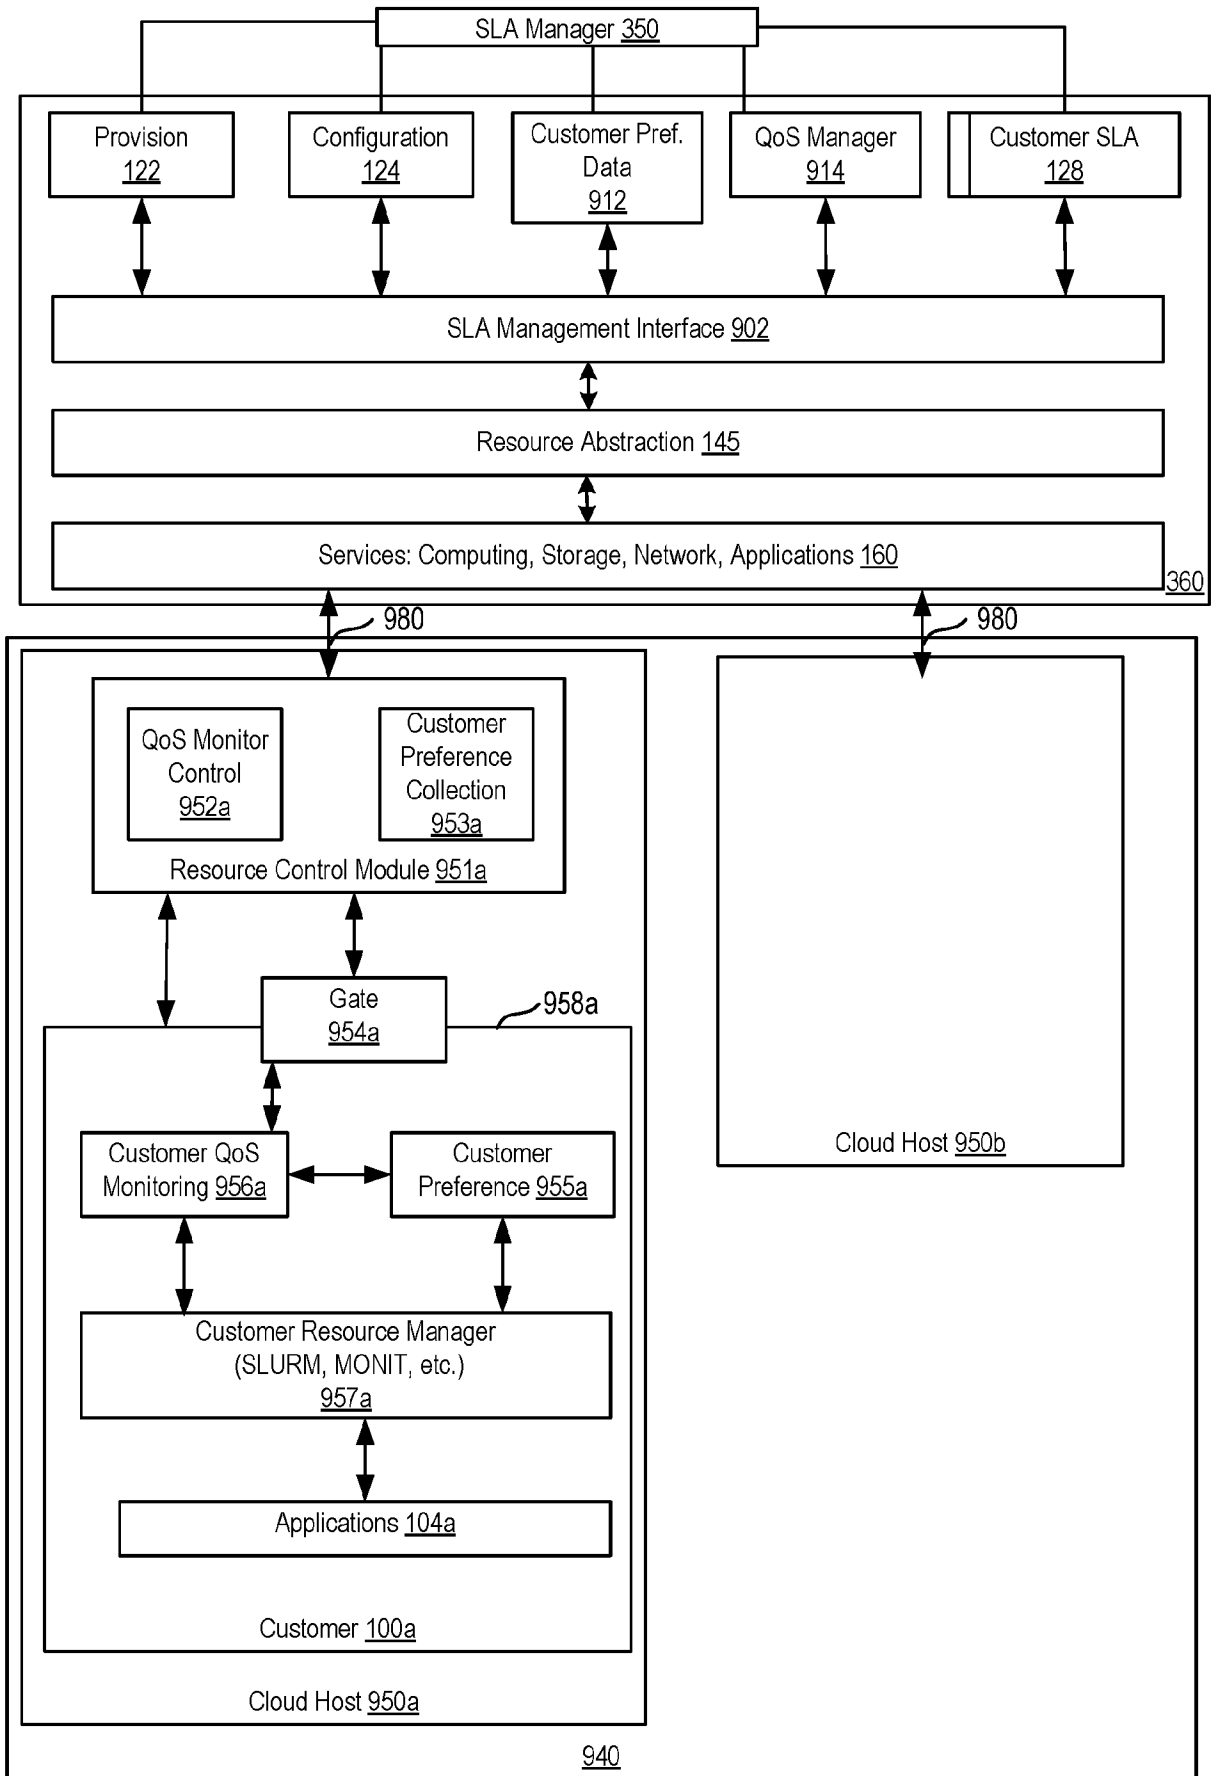 SLA Manager 350
Provision
122
Configuration
124
Customer Pref.
Data
912
QoS Manager
914
Customer SLA
128
SLA Management Interface 902
Resource Abstraction 145
Services: Computing, Storage, Network, Applications 160
360
980
980
QoS Monitor
Control
952a
Customer
Preference
Collection
953a
Resource Control Module 951a
Gate
954a
958a
Customer QoS
Monitoring 956a
Customer
Preference 955a
Cloud Host 950b
Customer Resource Manager
(SLURM, MONIT, etc.)
957a
Applications 104a
Customer 100a
Cloud Host 950a
940